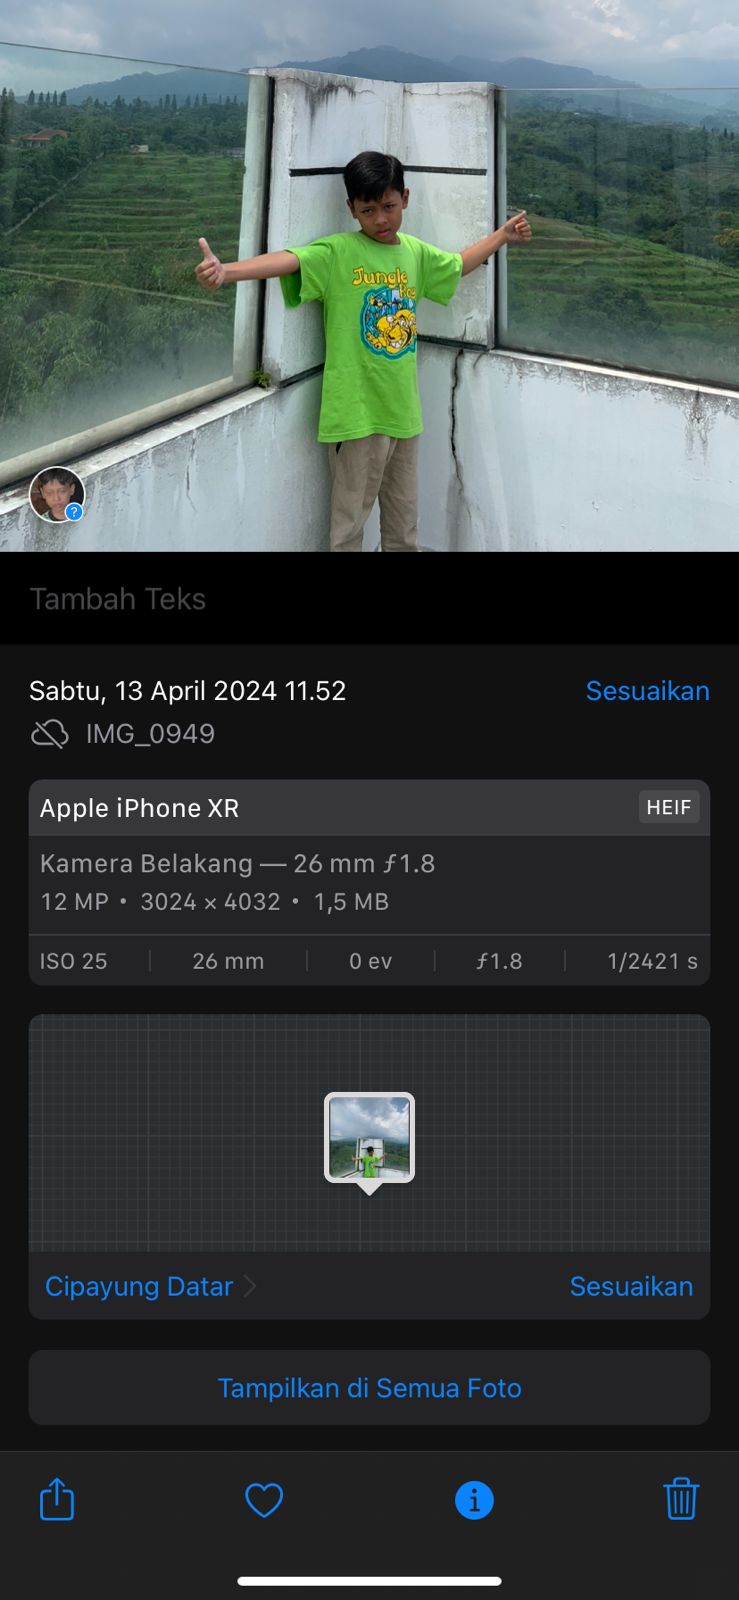 Jungle
Tambah Teks
Sabtu, 13 April 2024 11.52
Sesuaikan
IMG_0949
Apple iPhone XR
HEIF
Kamera Belakang — 26 mm ƒ1.8
12 MP • 3024 × 4032 • 1,5 MB
ISO 25
26 mm
0 ev
ƒ1.8
1/2421 s
Cipayung Datar
Sesuaikan
Tampilkan di Semua Foto